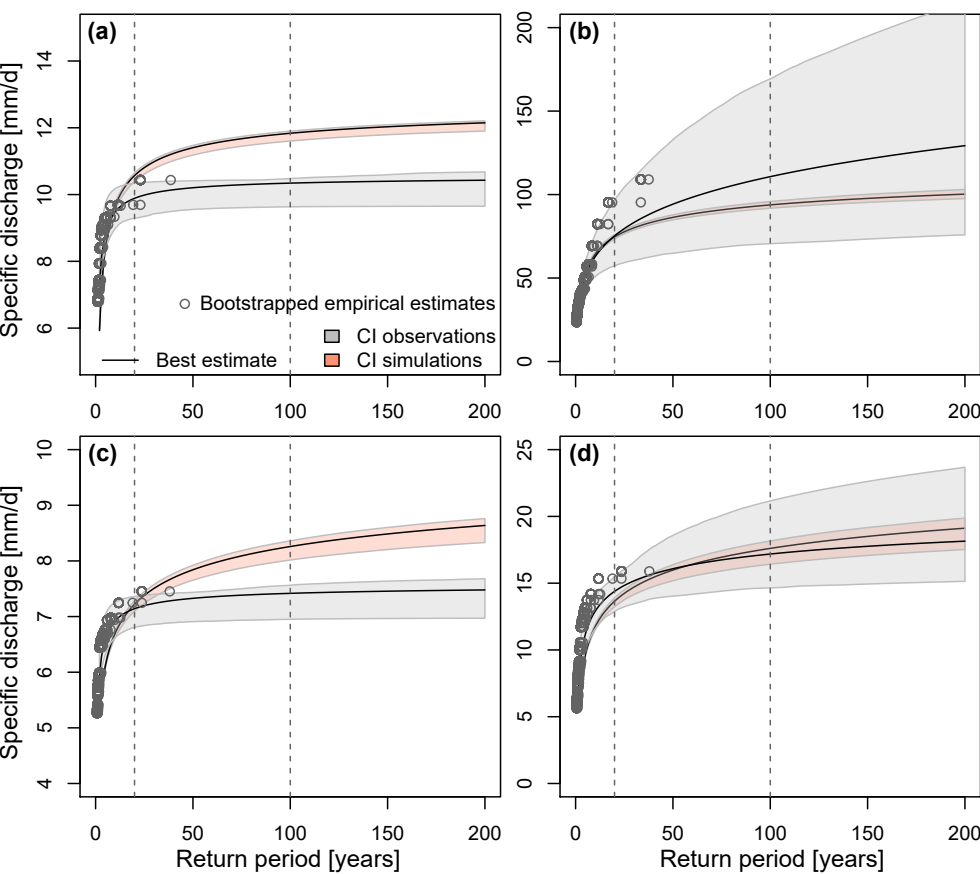 (a)
Specific discharge [mm/d]
14
12
10
8
6
Bootstrapped empirical estimates
CI observations
Best estimate
CI simulations
0 50 100 150 200
(b)
200
150
100
50
0
0 50 100 150 200
(c)
Specific discharge [mm/d]
10
9
8
7
6
5
4
0 50 100 150 200
Return period [years]
(d)
25
20
15
10
5
0
0 50 100 150 200
Return period [years]